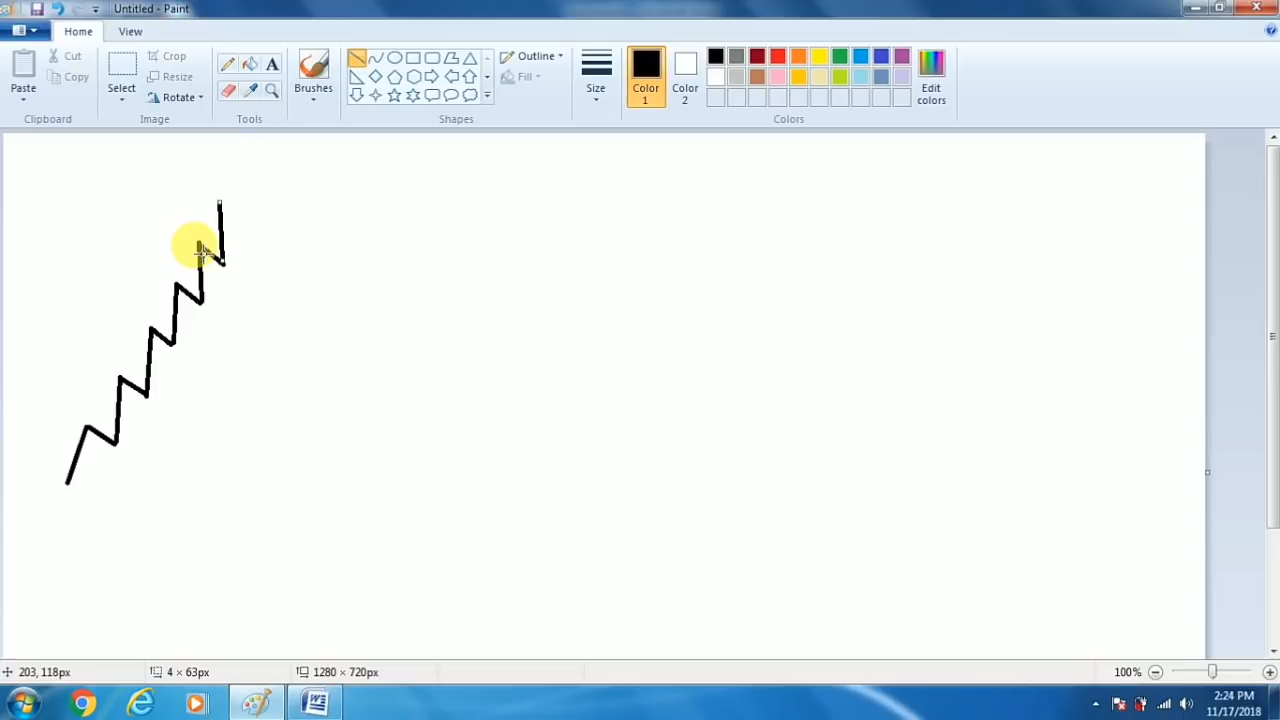 Untitled - Paint
Home View
Paste
Cut
Copy
Clipboard
Select
Crop
Resize
Rotate
Image
A
Tools
Brushes
Outline
Fill
Shapes
Size
Color 1
Color 2
Edit colors
Colors
203, 118px 4 × 63px 1280 × 720px 100%
2:24 PM
11/17/2018